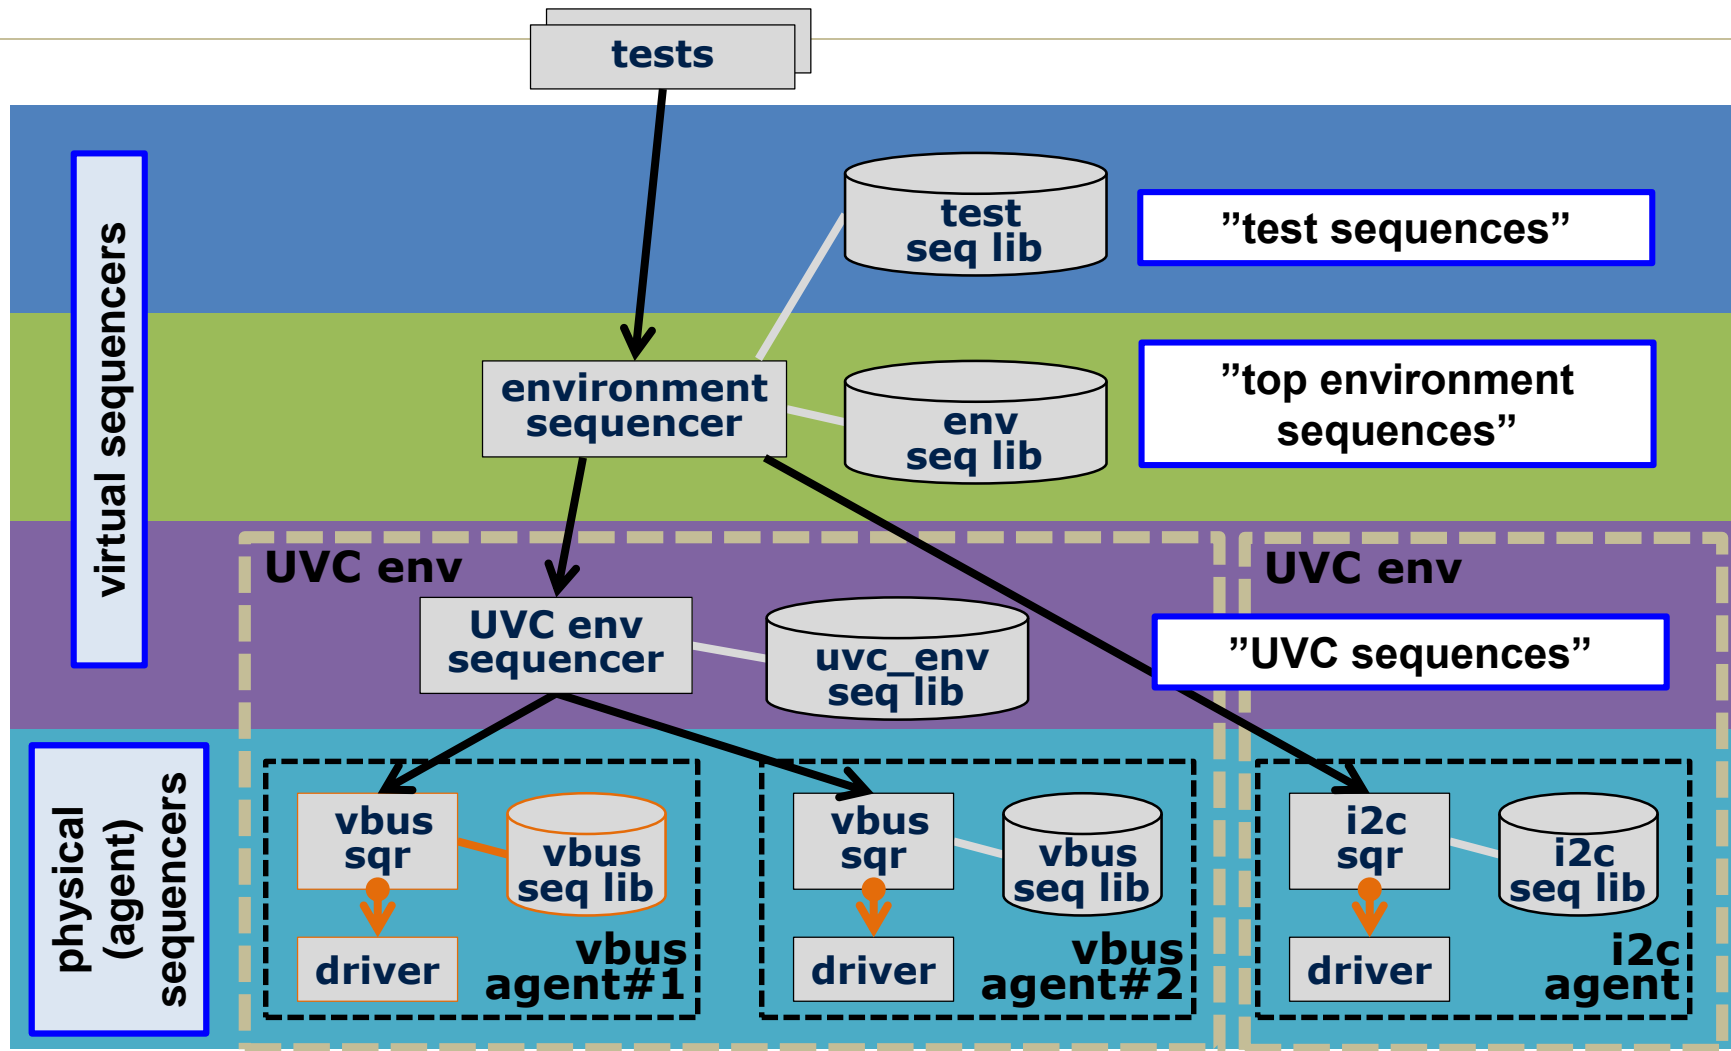 tests
virtual sequencers
test
seq lib
”test sequences”
environment
sequencer
env
seq lib
”top environment
sequences”
UVC env
UVC env
UVC env
sequencer
uvc_env
seq lib
”UVC sequences”
physical
(agent)
sequencers
vbus
sqr
vbus
seq lib
driver
vbus
agent#1
vbus
sqr
vbus
seq lib
driver
vbus
agent#2
i2c
sqr
i2c
seq lib
driver
i2c
agent